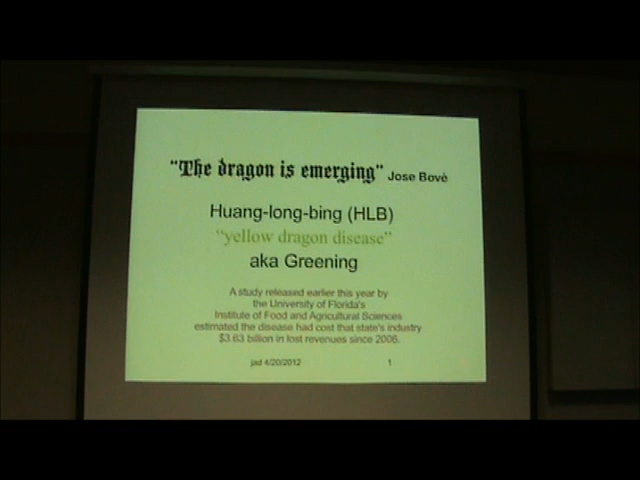 "The dragon is emerging" Jose Bové
Huang-long-bing (HLB)
"yellow dragon disease"
aka Greening
A study released earlier this year by
the University of Florida's
Institute of Food and Agricultural Sciences
estimated the disease had cost that state's industry
$3.63 billion in lost revenues since 2006.
jad 4/20/2012 1